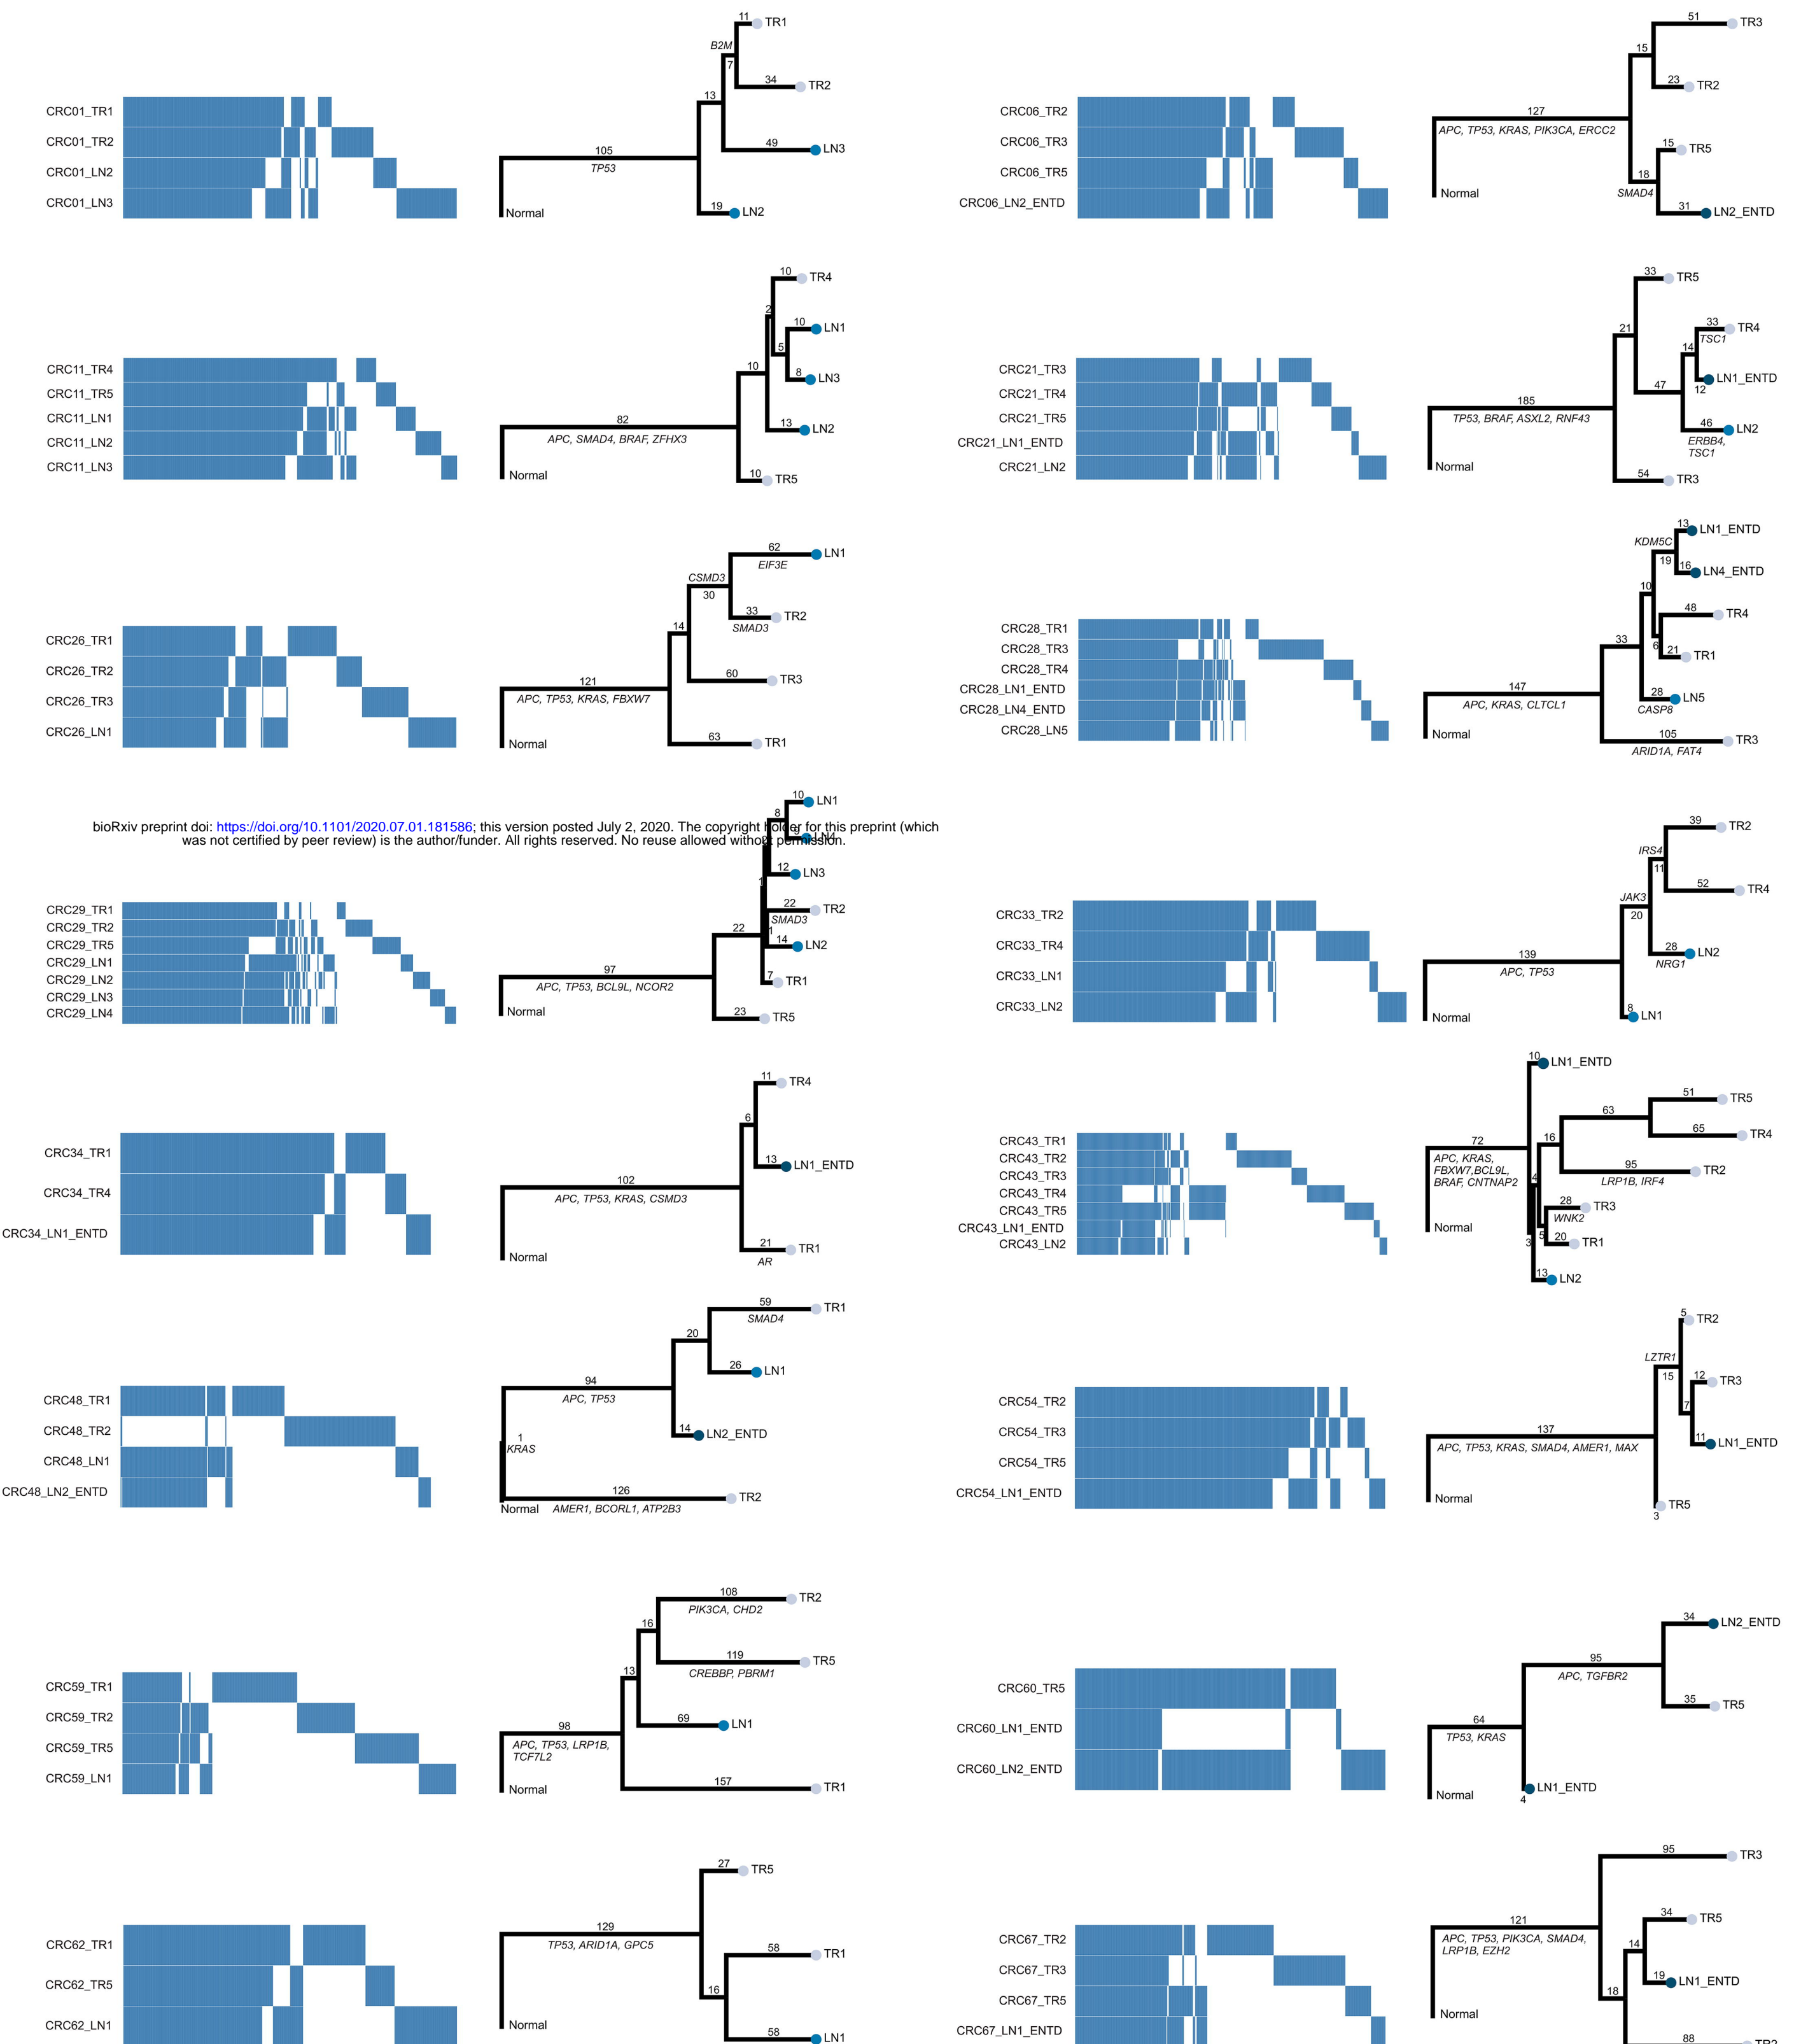 CRC01_TR1
CRC01_TR2
CRC01_LN2
CRC01_LN3
11 TR1
B2M
7
34 TR2
13
49 LN3
105
TP53
19 LN2
Normal
CRC06_TR2
CRC06_TR3
CRC06_TR5
CRC06_LN2_ENTD
51 TR3
15
23 TR2
127
APC, TP53, KRAS, PIK3CA, ERCC2
15 TR5
18
SMAD4
31 LN2_ENTD
Normal
CRC11_TR4
CRC11_TR5
CRC11_LN1
CRC11_LN2
CRC11_LN3
10 TR4
2
10 LN1
5
8 LN3
10
13 LN2
82
APC, SMAD4, BRAF, ZFHX3
10 TR5
Normal
CRC21_TR3
CRC21_TR4
CRC21_TR5
CRC21_LN1_ENTD
CRC21_LN2
33 TR5
21
33 TR4
TSC1
14
12 LN1_ENTD
47
185
TP53, BRAF, ASXL2, RNF43
46 LN2
ERBB4,
TSC1
54 TR3
Normal
CRC26_TR1
CRC26_TR2
CRC26_TR3
CRC26_LN1
62 LN1
EIF3E
CSMD3
30
33 TR2
SMAD3
14
60 TR3
121
APC, TP53, KRAS, FBXW7
63 TR1
Normal
CRC28_TR1
CRC28_TR3
CRC28_TR4
CRC28_LN1_ENTD
CRC28_LN4_ENTD
CRC28_LN5
13 LN1_ENTD
KDM5C
19
16 LN4_ENTD
10
48 TR4
6
21 TR1
33
28 LN5
CASP8
147
APC, KRAS, CLTCL1
105 TR3
ARID1A, FAT4
Normal
bioRxiv preprint doi: https://doi.org/10.1101/2020.07.01.181586; this version posted July 2, 2020. The copyright holder for this preprint (which
was not certified by peer review) is the author/funder. All rights reserved. No reuse allowed without permission.
CRC29_TR1
CRC29_TR2
CRC29_TR5
CRC29_LN1
CRC29_LN2
CRC29_LN3
CRC29_LN4
10 LN1
8
LN4
12 LN3
1
22 TR2
SMAD3
1
14 LN2
22
7 TR1
97
APC, TP53, BCL9L, NCOR2
23 TR5
Normal
CRC33_TR2
CRC33_TR4
CRC33_LN1
CRC33_LN2
39 TR2
IRS4
11
52 TR4
JAK3
20
28 LN2
NRG1
139
APC, TP53
8 LN1
Normal
CRC34_TR1
CRC34_TR4
CRC34_LN1_ENTD
11 TR4
6
13 LN1_ENTD
102
APC, TP53, KRAS, CSMD3
21 TR1
AR
Normal
CRC43_TR1
CRC43_TR2
CRC43_TR3
CRC43_TR4
CRC43_TR5
CRC43_LN1_ENTD
CRC43_LN2
10 LN1_ENTD
51 TR5
63
65 TR4
16
95 TR2
LRP1B, IRF4
72
APC, KRAS,
FBXW7,BCL9L,
BRAF, CNTNAP2
4
28 TR3
WNK2
5
20 TR1
3
13 LN2
Normal
CRC48_TR1
CRC48_TR2
CRC48_LN1
CRC48_LN2_ENTD
59 TR1
SMAD4
20
26 LN1
94
APC, TP53
14 LN2_ENTD
1
KRAS
126 TR2
Normal AMER1, BCORL1, ATP2B3
CRC54_TR2
CRC54_TR3
CRC54_TR5
CRC54_LN1_ENTD
5 TR2
LZTR1
15
12 TR3
7
11 LN1_ENTD
137
APC, TP53, KRAS, SMAD4, AMER1, MAX
TR5
3
Normal
CRC59_TR1
CRC59_TR2
CRC59_TR5
CRC59_LN1
108 TR2
PIK3CA, CHD2
16
119 TR5
CREBBP, PBRM1
13
69 LN1
98
APC, TP53, LRP1B,
TCF7L2
157 TR1
Normal
CRC60_TR5
CRC60_LN1_ENTD
CRC60_LN2_ENTD
34 LN2_ENTD
95
APC, TGFBR2
35 TR5
64
TP53, KRAS
LN1_ENTD
4
Normal
CRC62_TR1
CRC62_TR5
CRC62_LN1
27 TR5
129
TP53, ARID1A, GPC5
58 TR1
16
58 LN1
Normal
CRC67_TR2
CRC67_TR3
CRC67_TR5
CRC67_LN1_ENTD
95 TR3
121
APC, TP53, PIK3CA, SMAD4,
LRP1B, EZH2
34 TR5
14
19 LN1_ENTD
18
88
Normal